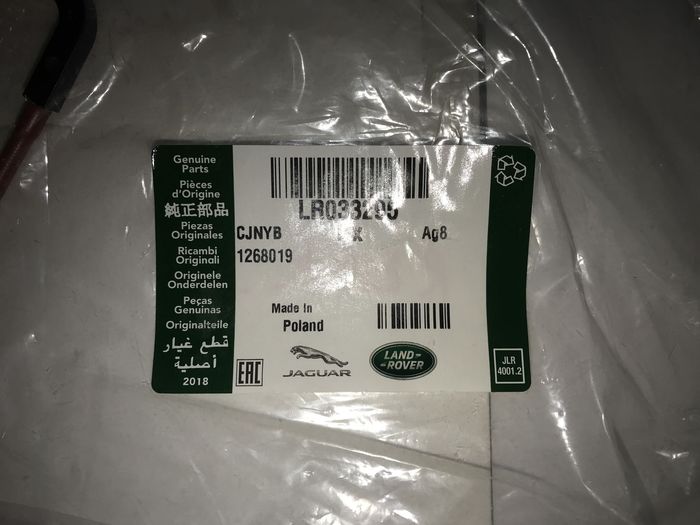 Genuine
Parts
Pièces
d'Origine
純正部品
Piezas
Originales
Ricambi
Originali
Originele
Onderdelen
Peças
Genuínas
Originalteile
قطع غيار
أصلية
2018
LR033295
CJNYB X Ag8
1268019
Made In
Poland
EAC
JAGUAR
LAND-
-ROVER
JLR
4001.2